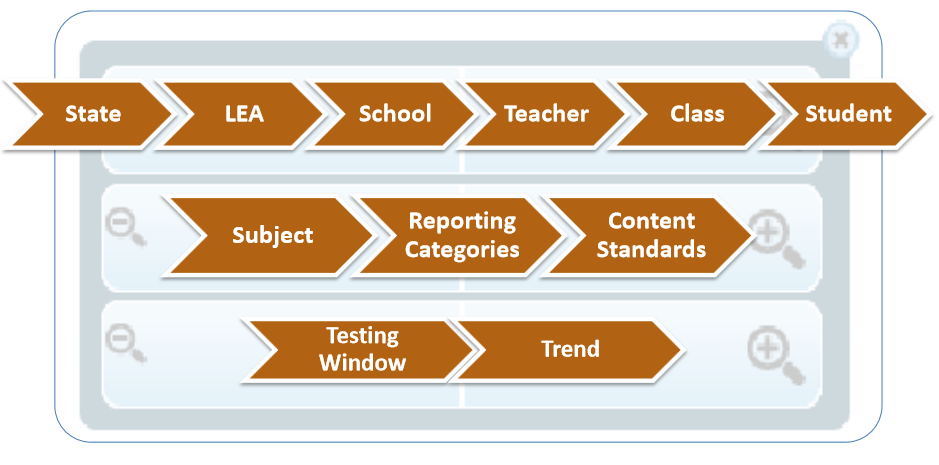 State LEA School Teacher Class Student
Subject Reporting Categories Content Standards
Testing Window Trend